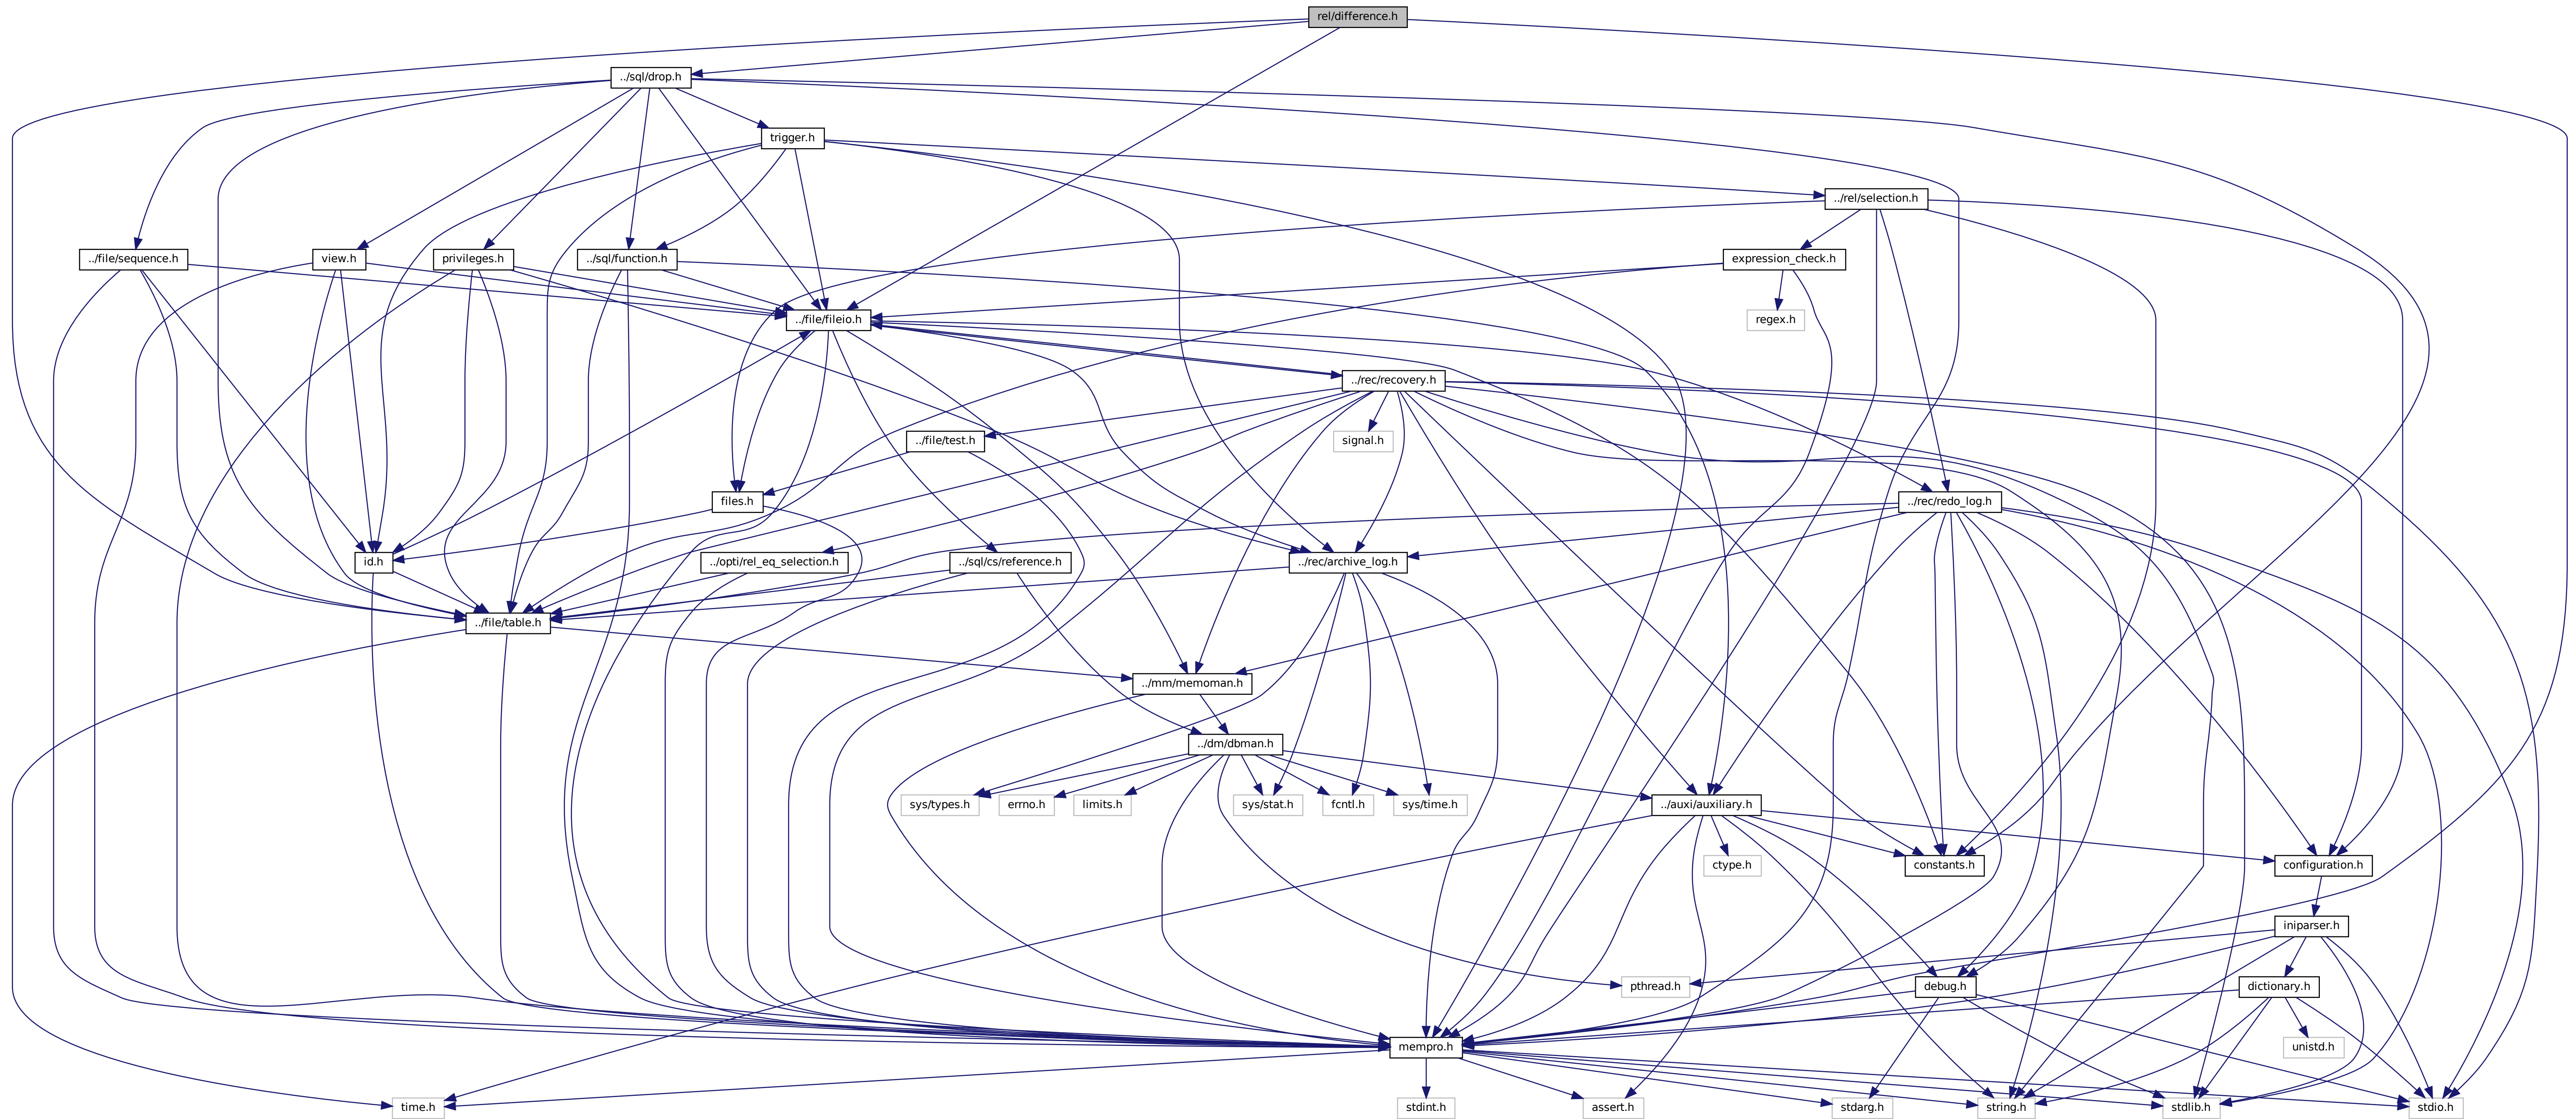 rel/difference.h
../sql/drop.h
trigger.h
../rel/selection.h
../file/sequence.h
view.h
privileges.h
../sql/function.h
expression_check.h
../file/fileio.h
regex.h
../rec/recovery.h
../file/test.h
signal.h
files.h
../rec/redo_log.h
id.h
../opti/rel_eq_selection.h
../sql/cs/reference.h
../rec/archive_log.h
../file/table.h
../mm/memoman.h
../dm/dbman.h
sys/types.h
errno.h
limits.h
sys/stat.h
fcntl.h
sys/time.h
../auxi/auxiliary.h
ctype.h
constants.h
configuration.h
iniparser.h
pthread.h
debug.h
dictionary.h
mempro.h
unistd.h
time.h
stdint.h
assert.h
stdarg.h
string.h
stdlib.h
stdio.h